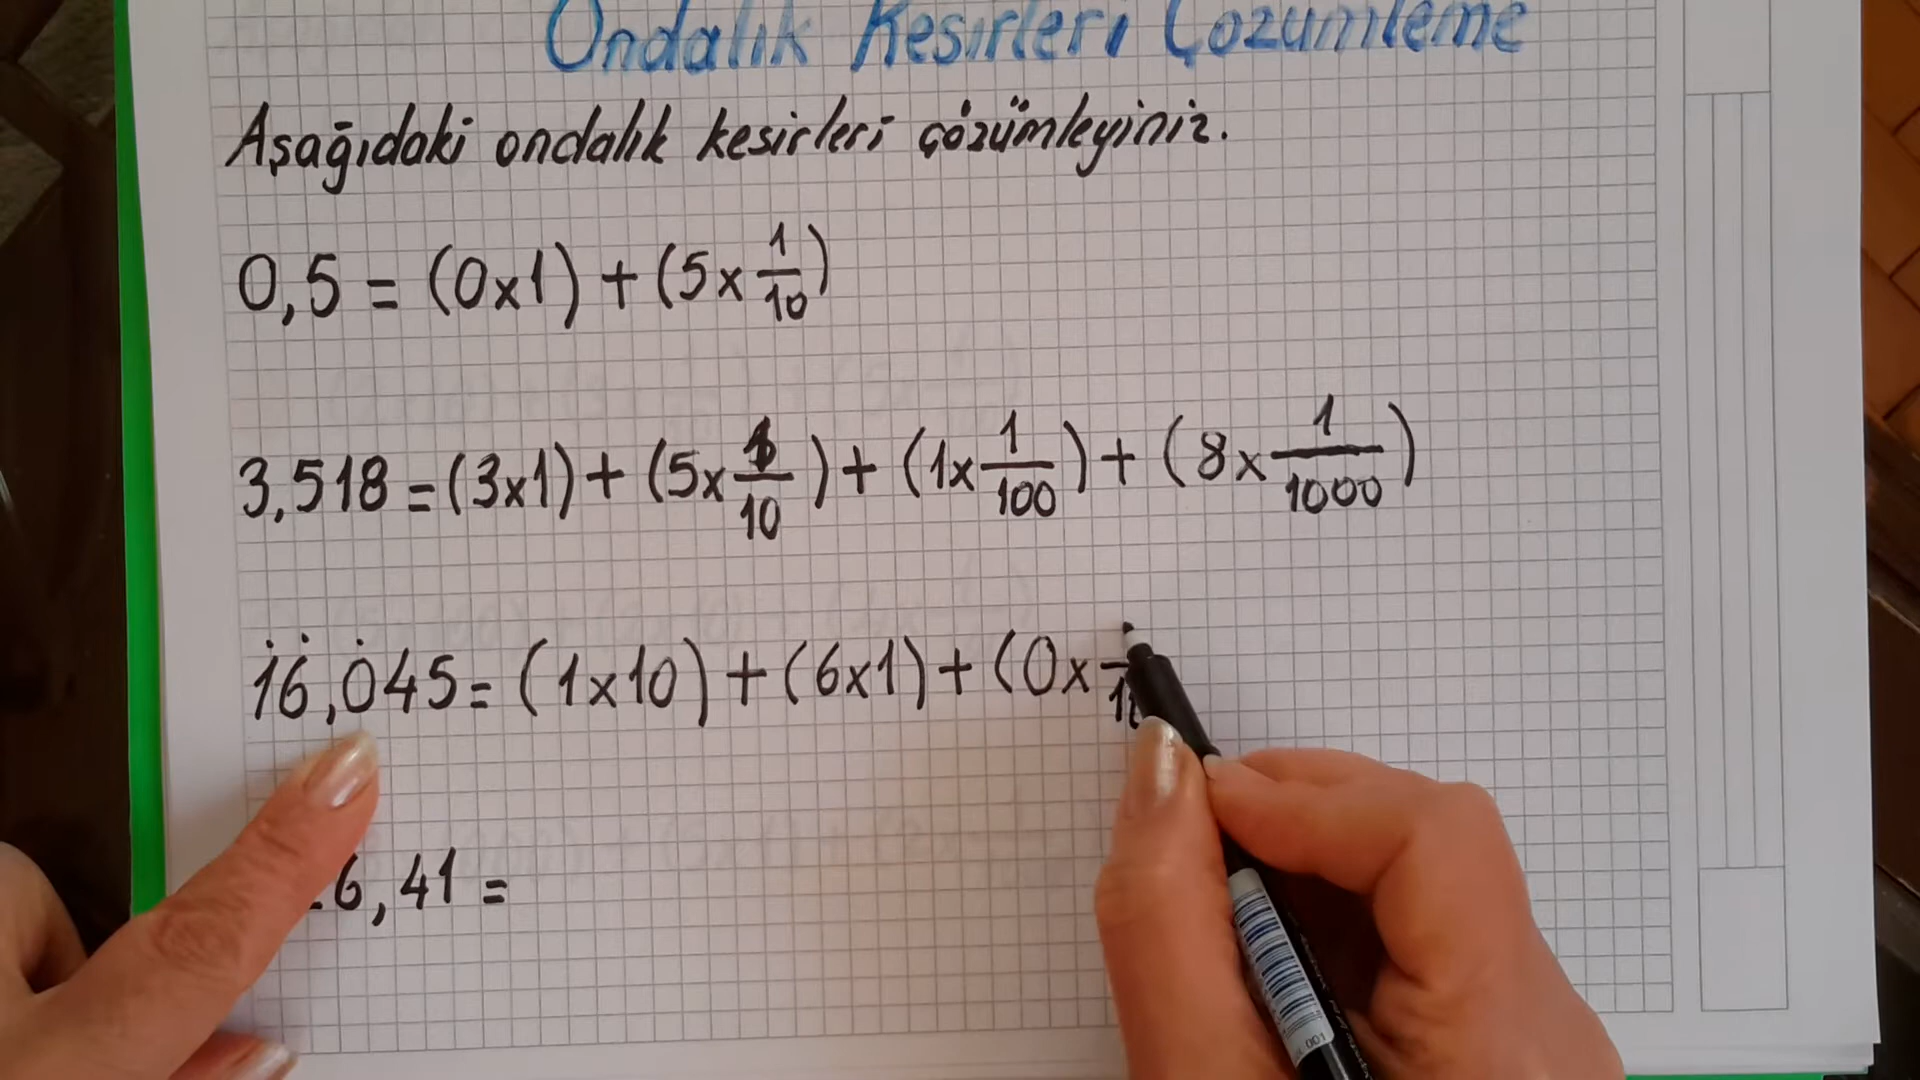 Ondalık Kesirleri Çözümleme
Aşağıdaki ondalık kesirleri çözümleyiniz.
0,5 = (0x1) + (5x 1/10)
3,518 = (3x1) + (5x 1/10) + (1x 1/100) + (8x 1/1000)
16,045 = (1x10) + (6x1) + (0x
6,41 =
001